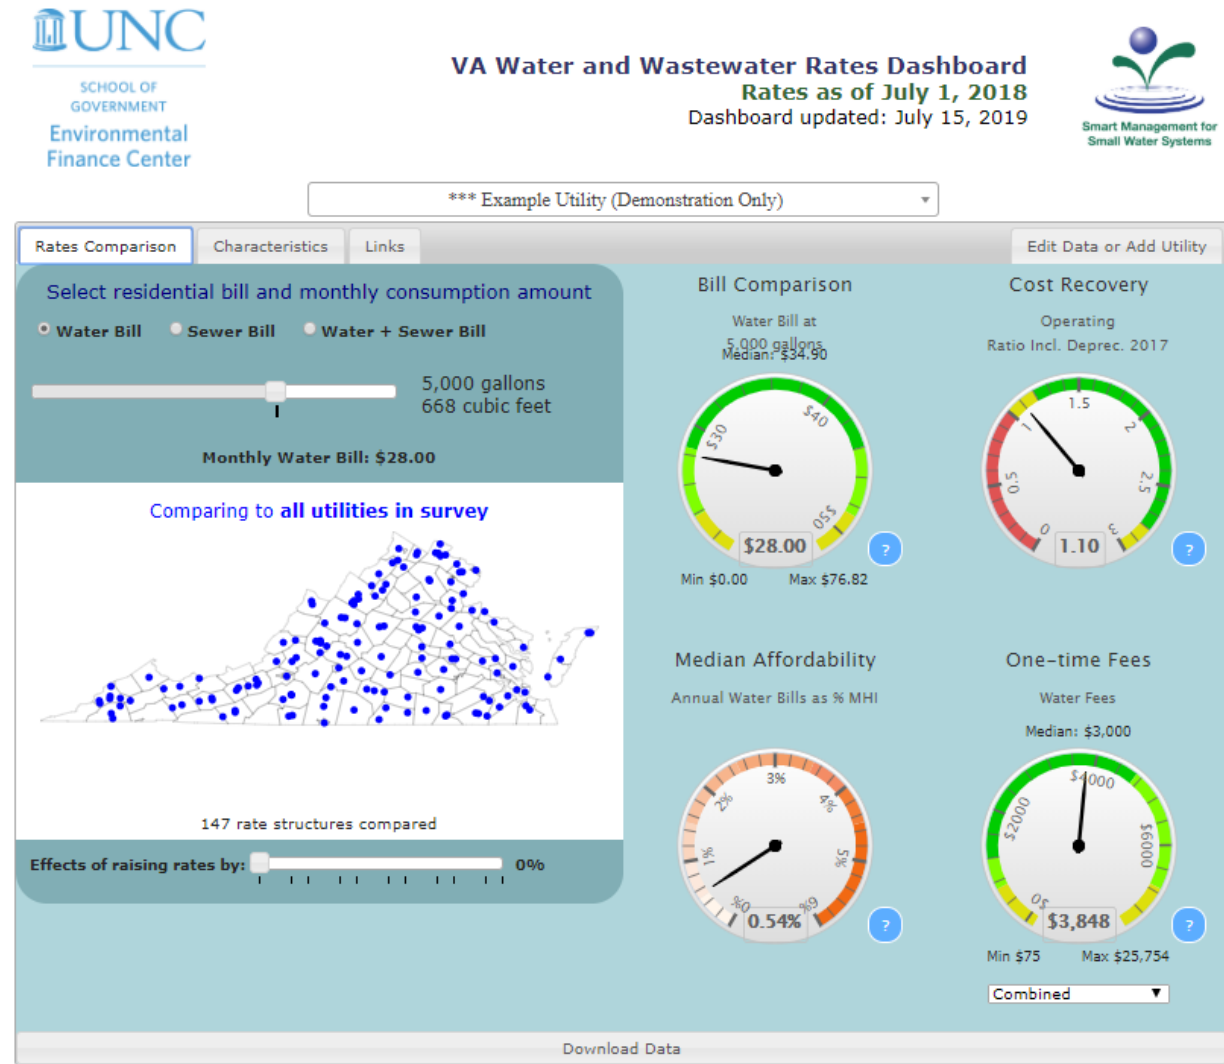 UNC
SCHOOL OF
GOVERNMENT
Environmental
Finance Center
VA Water and Wastewater Rates Dashboard
Rates as of July 1, 2018
Dashboard updated: July 15, 2019
Smart Management for
Small Water Systems
*** Example Utility (Demonstration Only)
Rates Comparison
Characteristics
Links
Edit Data or Add Utility
Select residential bill and monthly consumption amount
Water Bill
Sewer Bill
Water + Sewer Bill
5,000 gallons
668 cubic feet
Monthly Water Bill: $28.00
Comparing to all utilities in survey
147 rate structures compared
Effects of raising rates by:
0%
Bill Comparison
Water Bill at
5,000 gallons
Median: $34.90
$30
$40
$50
$28.00
?
Min $0.00
Max $76.82
Cost Recovery
Operating
Ratio Incl. Deprec. 2017
0
0.5
1
1.5
2
2.5
3
1.10
?
Median Affordability
Annual Water Bills as % MHI
0%
1%
2%
3%
4%
5%
6%
0.54%
?
One-time Fees
Water Fees
Median: $3,000
$0
$2000
$4000
$6000
$3,848
?
Min $75
Max $25,754
Combined
Download Data